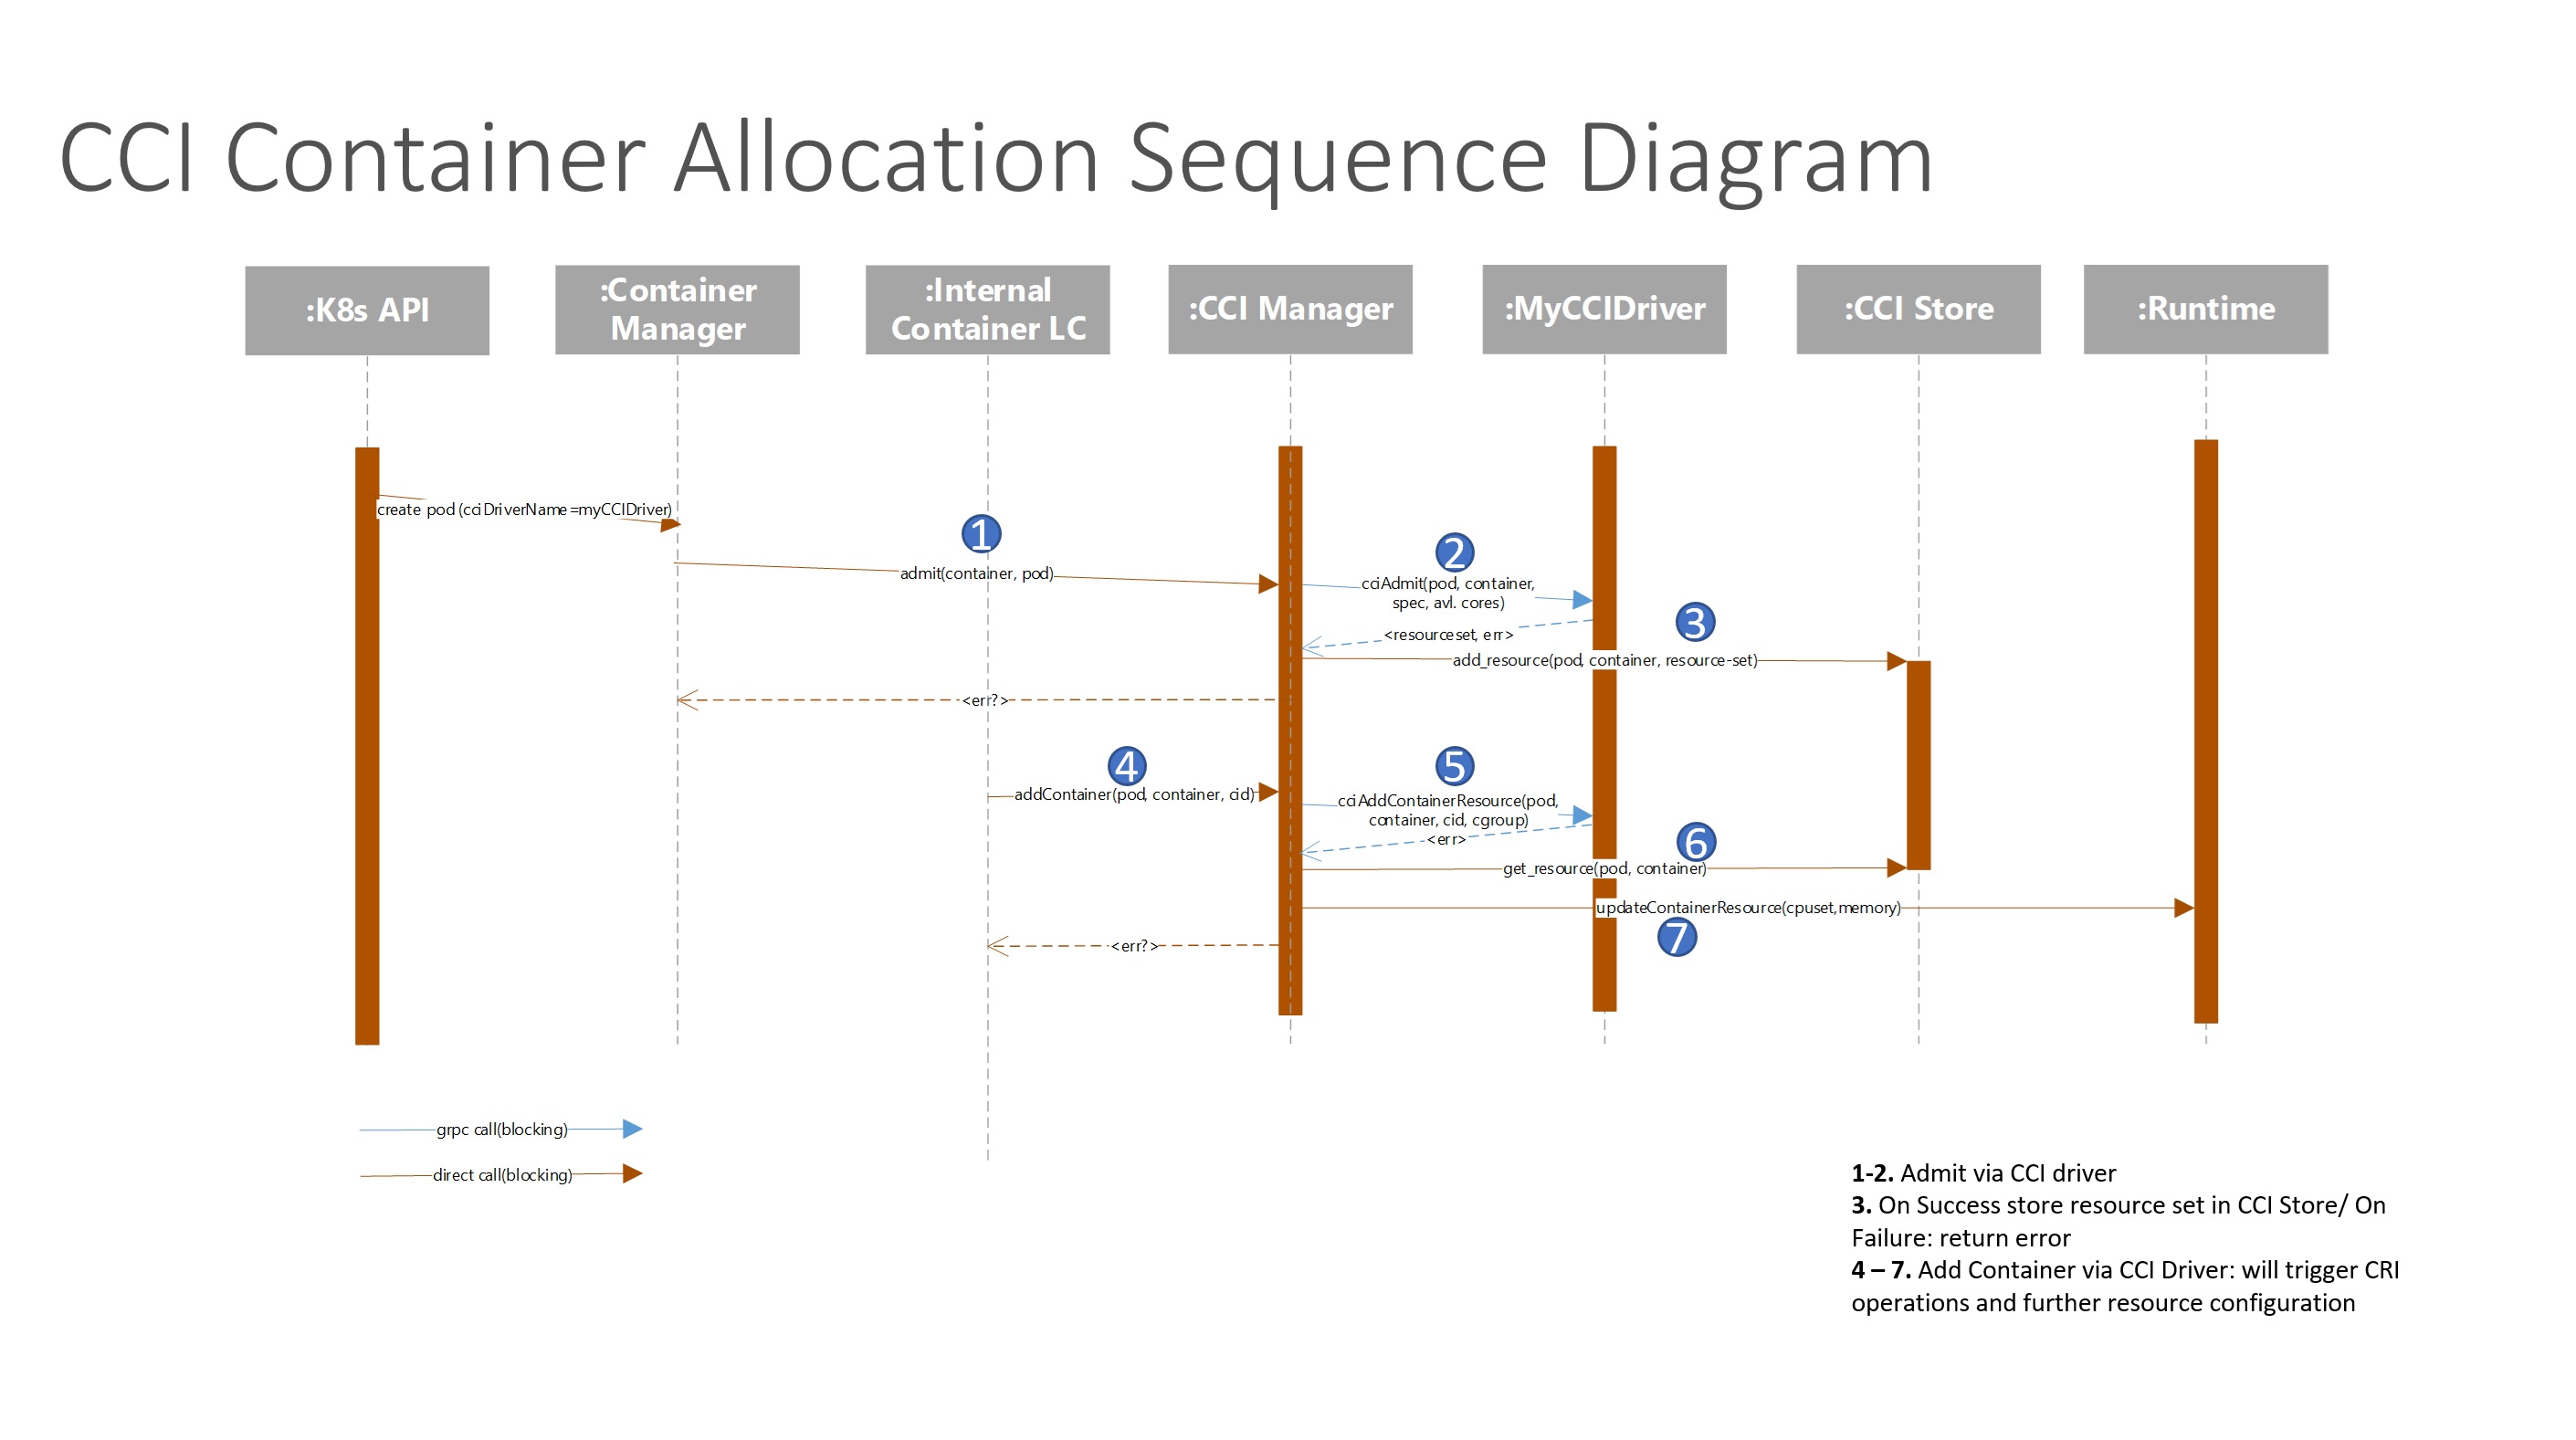 CCI Container Allocation Sequence Diagram
:K8s API
:Container
Manager
:Internal
Container LC
:CCI Manager
:MyCCIDriver
:CCI Store
:Runtime
create pod (cciDriverName=myCCIDriver)
1
admit(container, pod)
2
cciAdmit(pod, container,
spec, avl. cores)
3
<resourceset, err>
add_resource(pod, container, resource-set)
<err?>
4
addContainer(pod, container, cid)
5
cciAddContainerResource(pod,
container, cid, cgroup)
<err>
6
get_resource(pod, container)
updateContainerResource(cpuset,memory)
7
<err?>
grpc call(blocking)
direct call(blocking)
1-2. Admit via CCI driver
3. On Success store resource set in CCI Store/ On
Failure: return error
4 – 7. Add Container via CCI Driver: will trigger CRI
operations and further resource configuration